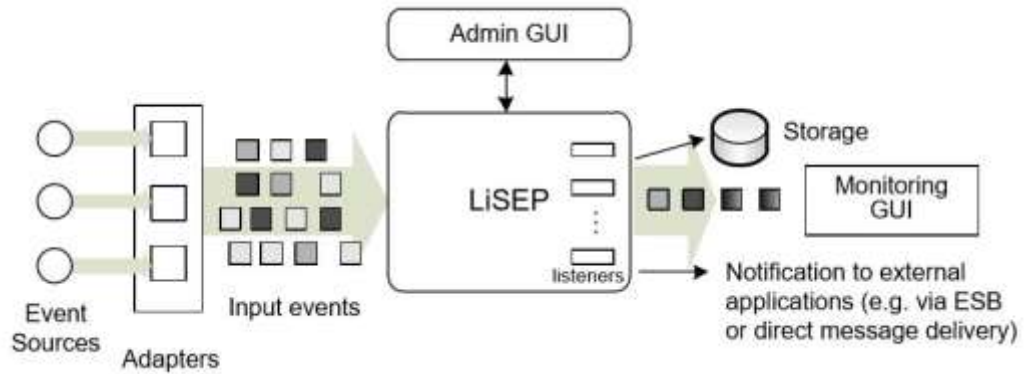 Admin GUI
Storage
LiSEP
Monitoring
GUI
listeners
Notification to external
applications (e.g. via ESB
or direct message delivery)
Input events
Event
Sources
Adapters